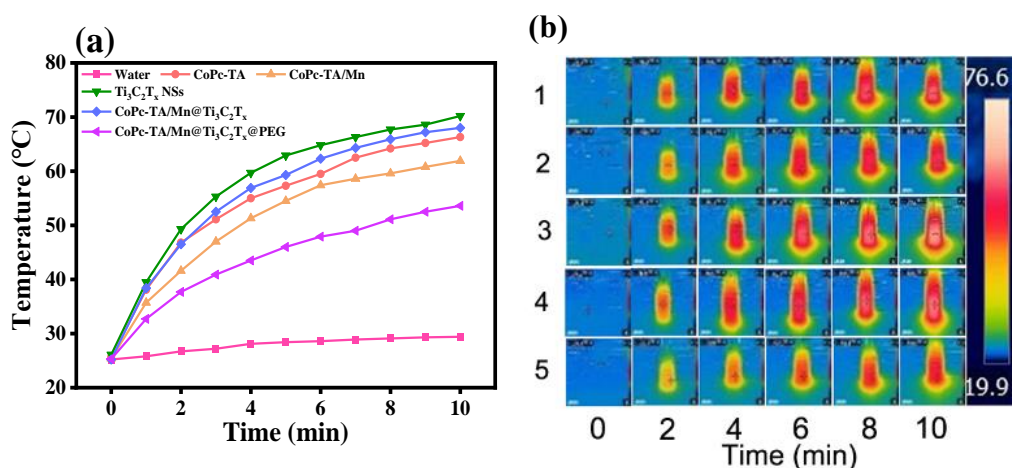 (a)
80
70
60
50
40
30
20
Temperature (°C)
Water CoPc-TA CoPc-TA/Mn
Ti₃C₂Tₓ NSs
CoPc-TA/Mn@Ti₃C₂Tₓ
CoPc-TA/Mn@Ti₃C₂Tₓ@PEG
0 2 4 6 8 10
Time (min)
(b)
1
2
3
4
5
76.6
19.9
0 2 4 6 8 10
Time (min)